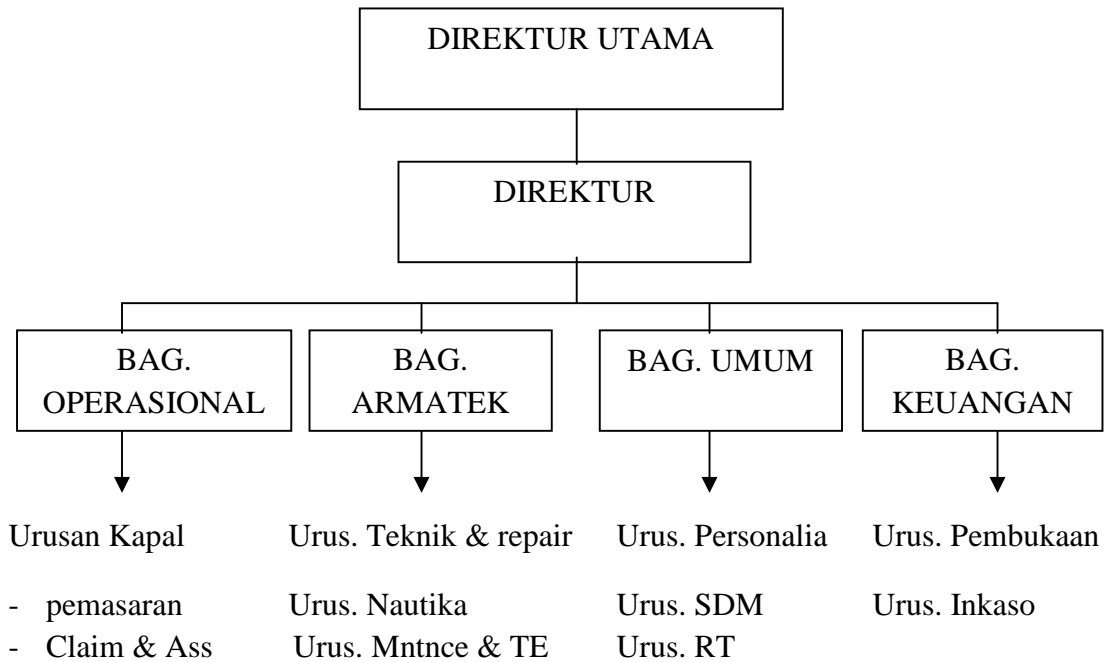 DIREKTUR UTAMA
DIREKTUR
BAG.
OPERASIONAL
BAG.
ARMATEK
BAG. UMUM
BAG.
KEUANGAN
Urusan Kapal
Urus. Teknik & repair
Urus. Personalia
Urus. Pembukaan
- pemasaran
Urus. Nautika
Urus. SDM
Urus. Inkaso
- Claim & Ass
Urus. Mntnce & TE
Urus. RT